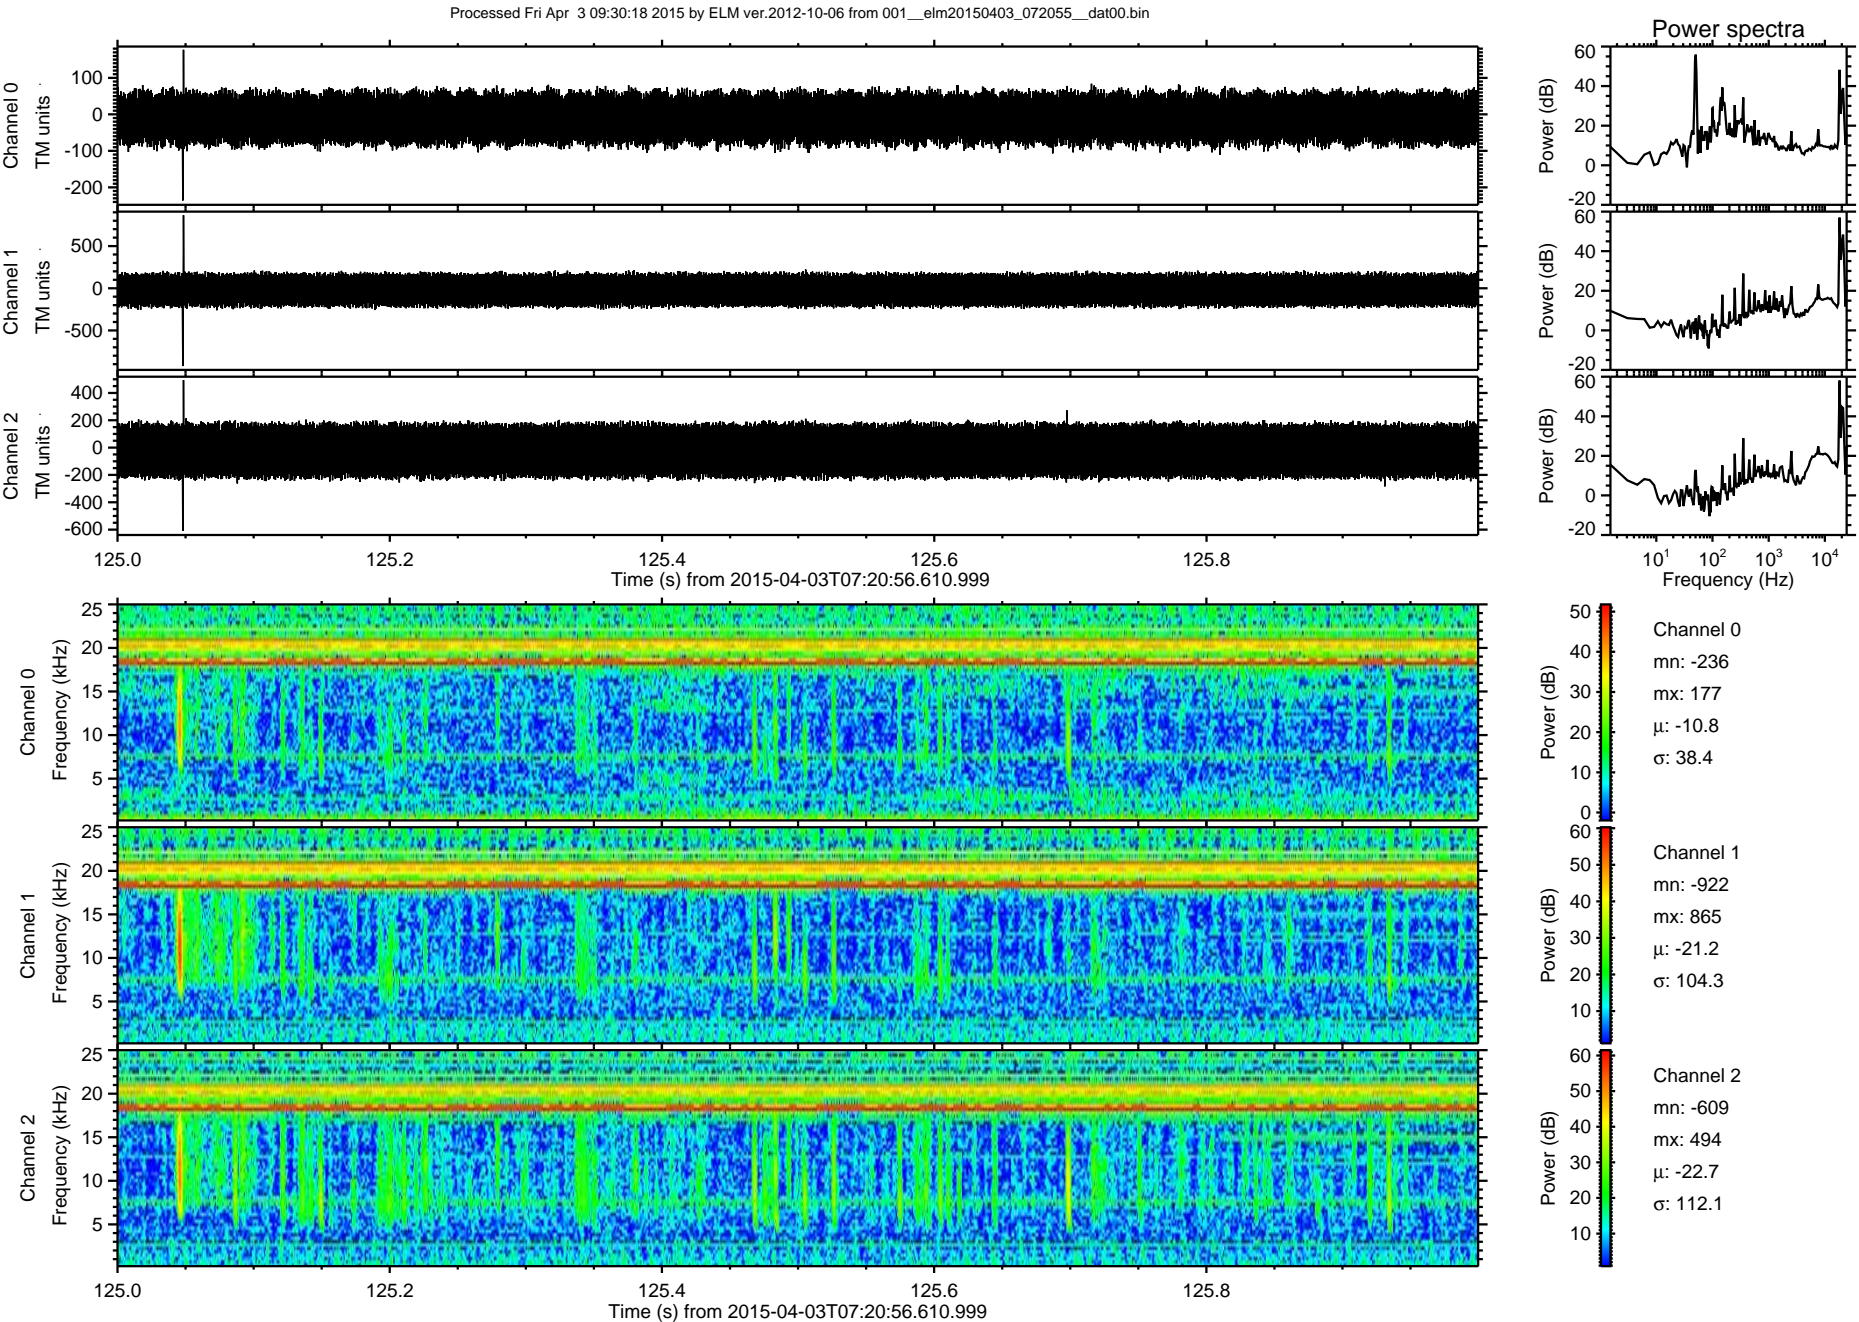 Processed Fri Apr  3 09:30:18 2015 by ELM ver.2012-10-06 from 001__elm20150403_072055__dat00.bin
Power spectra
Channel 0
TM units
100
0
-100
-200
Power (dB)
60
40
20
0
-20
Channel 1
TM units
500
0
-500
Power (dB)
60
40
20
0
-20
Channel 2
TM units
400
200
0
-200
-400
-600
Power (dB)
60
40
20
0
-20
125.0 125.2 125.4 125.6 125.8
Time (s) from 2015-04-03T07:20:56.610.999
10¹ 10² 10³ 10⁴
Frequency (Hz)
Channel 0
Frequency (kHz)
25
20
15
10
5
Power (dB)
50
40
30
20
10
0
Channel 0
mn: -236
mx: 177
μ: -10.8
σ: 38.4
Channel 1
Frequency (kHz)
25
20
15
10
5
Power (dB)
60
50
40
30
20
10
Channel 1
mn: -922
mx: 865
μ: -21.2
σ: 104.3
Channel 2
Frequency (kHz)
25
20
15
10
5
Power (dB)
60
50
40
30
20
10
Channel 2
mn: -609
mx: 494
μ: -22.7
σ: 112.1
125.0 125.2 125.4 125.6 125.8
Time (s) from 2015-04-03T07:20:56.610.999